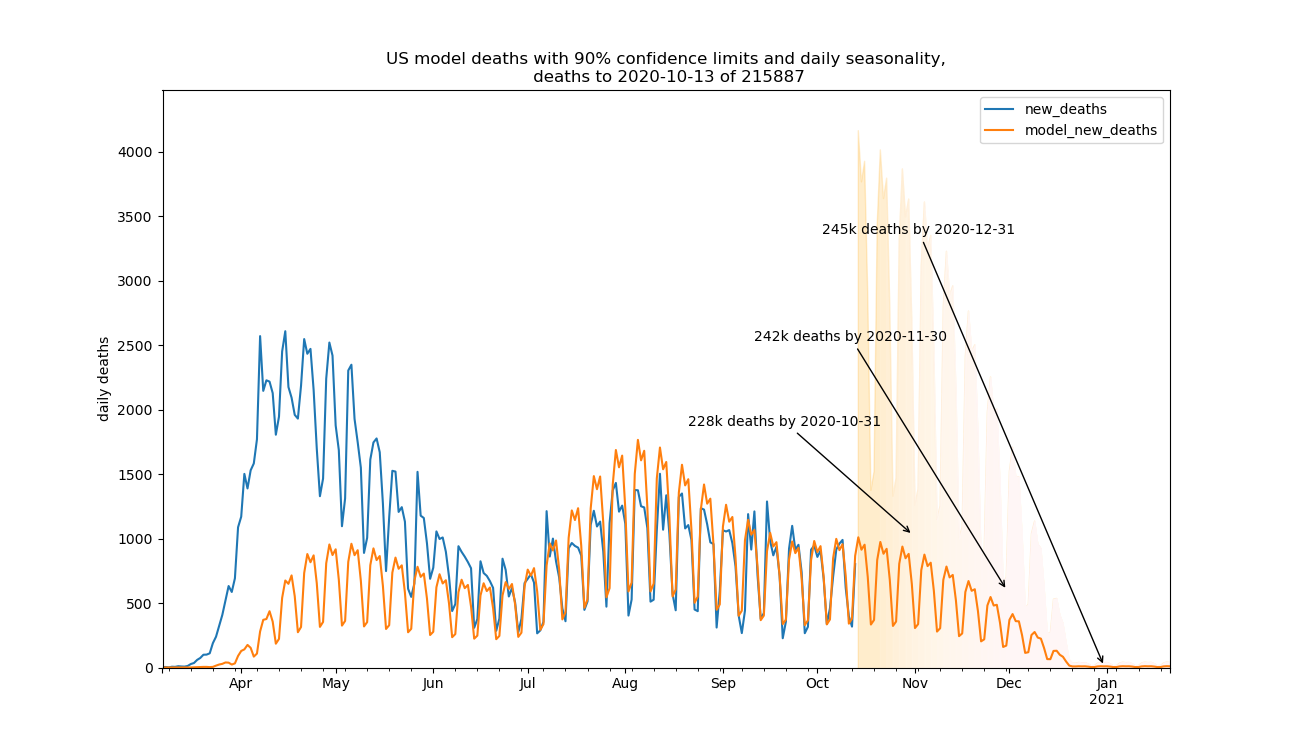 US model deaths with 90% confidence limits and daily seasonality,
deaths to 2020-10-13 of 215887
new_deaths
model_new_deaths
daily deaths
4000
3500
3000
2500
2000
1500
1000
500
0
245k deaths by 2020-12-31
242k deaths by 2020-11-30
228k deaths by 2020-10-31
Apr May Jun Jul Aug Sep Oct Nov Dec Jan
2021